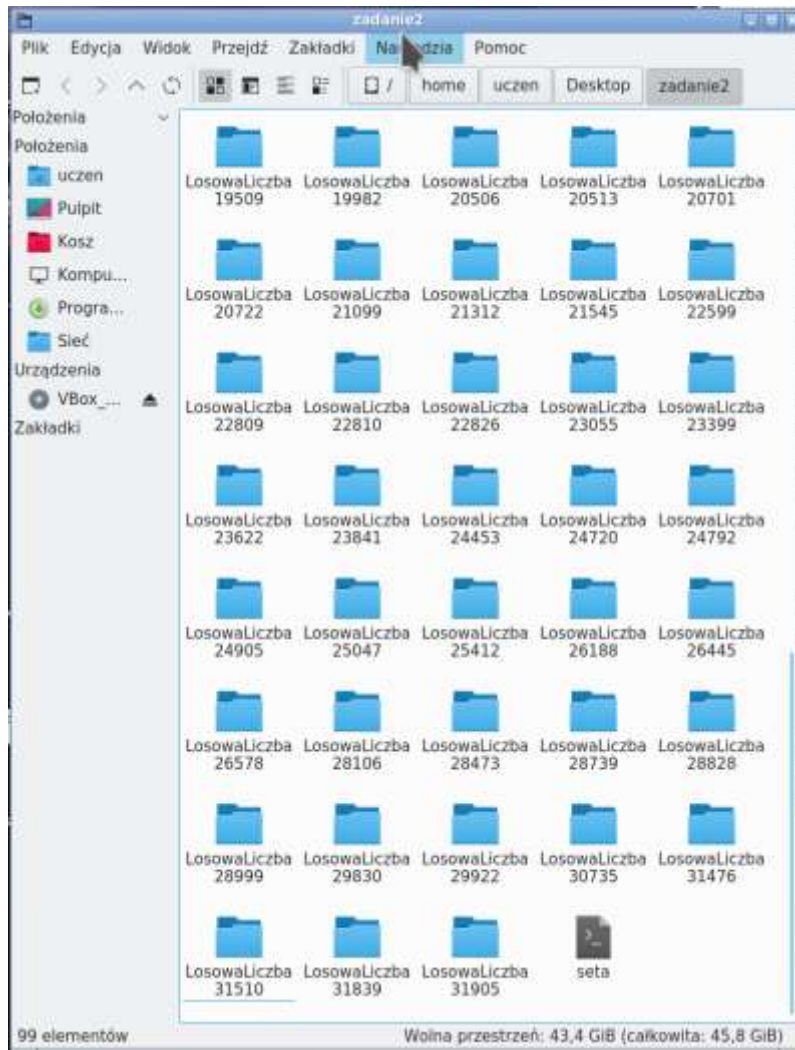 zadanie2
Plik Edycja Widok Przejdź Zakładki Pomoc
/ home uczen Desktop zadanie2
Położenia
Położenia
uczen
Pulpit
Kosz
Kompu...
Progra...
Sieć
Urządzenia
VBox_...
Zakładki
LosowaLiczba LosowaLiczba LosowaLiczba LosowaLiczba LosowaLiczba
19509 19982 20506 20513 20701
LosowaLiczba LosowaLiczba LosowaLiczba LosowaLiczba LosowaLiczba
20722 21099 21312 21545 22599
LosowaLiczba LosowaLiczba LosowaLiczba LosowaLiczba LosowaLiczba
22809 22810 22826 23055 23399
LosowaLiczba LosowaLiczba LosowaLiczba LosowaLiczba LosowaLiczba
23622 23841 24453 24720 24792
LosowaLiczba LosowaLiczba LosowaLiczba LosowaLiczba LosowaLiczba
24905 25047 25412 26188 26445
LosowaLiczba LosowaLiczba LosowaLiczba LosowaLiczba LosowaLiczba
26578 28106 28473 28739 28828
LosowaLiczba LosowaLiczba LosowaLiczba LosowaLiczba LosowaLiczba
28999 29830 29922 30735 31476
LosowaLiczba LosowaLiczba LosowaLiczba seta
31510 31839 31905
99 elementów Wolna przestrzeń: 43,4 GiB (całkowita: 45,8 GiB)